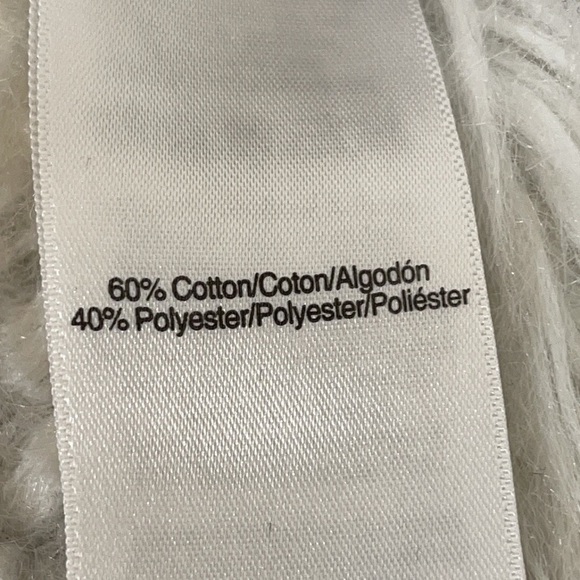 60% Cotton/Coton/Algodón
40% Polyester/Polyester/Poliéster